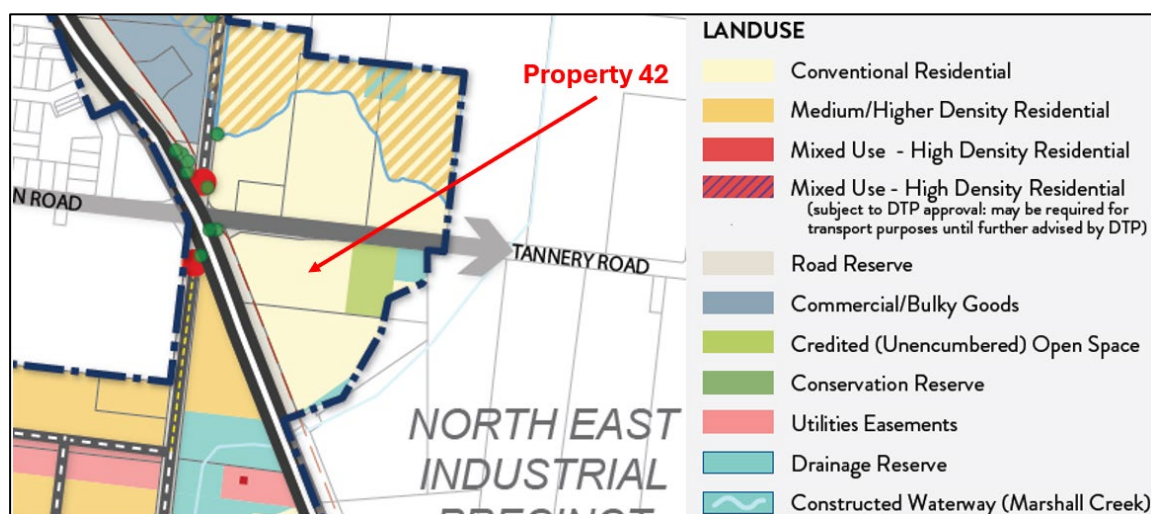 Property 42
N ROAD
TANNERY ROAD
NORTH EAST
INDUSTRIAL
PRECINCT
LANDUSE
Conventional Residential
Medium/Higher Density Residential
Mixed Use - High Density Residential
Mixed Use - High Density Residential
(subject to DTP approval: may be required for
transport purposes until further advised by DTP)
Road Reserve
Commercial/Bulky Goods
Credited (Unencumbered) Open Space
Conservation Reserve
Utilities Easements
Drainage Reserve
Constructed Waterway (Marshall Creek)